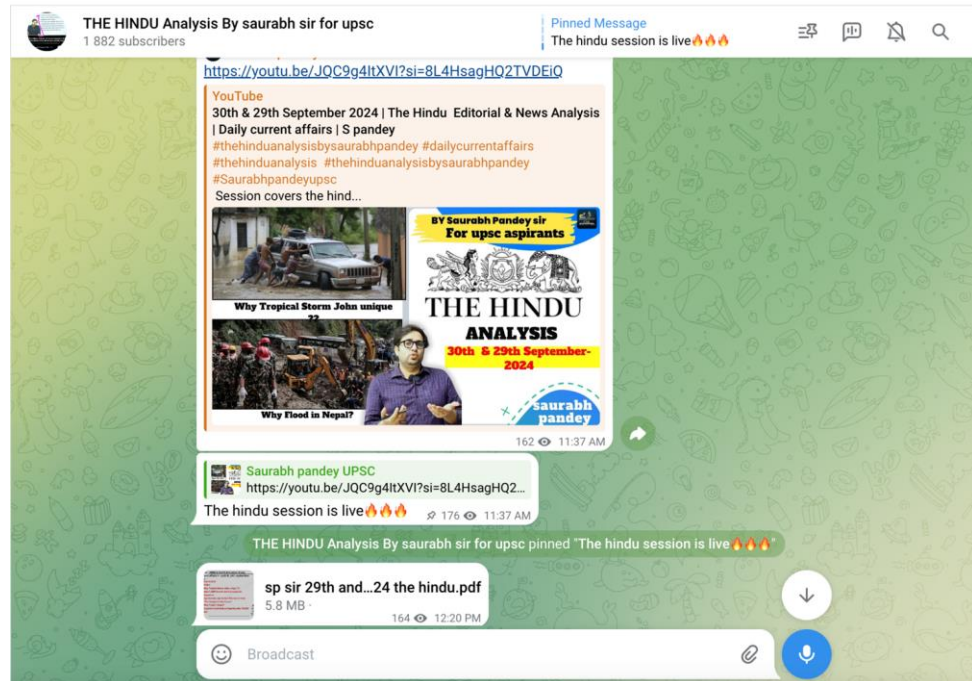 THE HINDU Analysis By saurabh sir for upsc
1 882 subscribers
Pinned Message
The hindu session is live🔥🔥🔥
https://youtu.be/JQC9g4ItXVI?si=8L4HsagHQ2TVDEiQ
YouTube
30th & 29th September 2024 | The Hindu Editorial & News Analysis
| Daily current affairs | S pandey
#thehinduanalysisbysaurabhpandey #dailycurrentaffairs
#thehinduanalysis #thehinduanalysisbysaurabhpandey
#Saurabhpandeyupsc
Session covers the hind...
Why Tropical Storm John unique
??
Why Flood in Nepal?
BY Saurabh Pandey sir
For upsc aspirants
THE HINDU
ANALYSIS
30th & 29th September-
2024
saurabh
pandey
162 11:37 AM
Saurabh pandey UPSC
https://youtu.be/JQC9g4ItXVI?si=8L4HsagHQ2...
The hindu session is live🔥🔥🔥
176 11:37 AM
THE HINDU Analysis By saurabh sir for upsc pinned "The hindu session is live🔥🔥🔥"
sp sir 29th and...24 the hindu.pdf
5.8 MB ·
164 12:20 PM
Broadcast